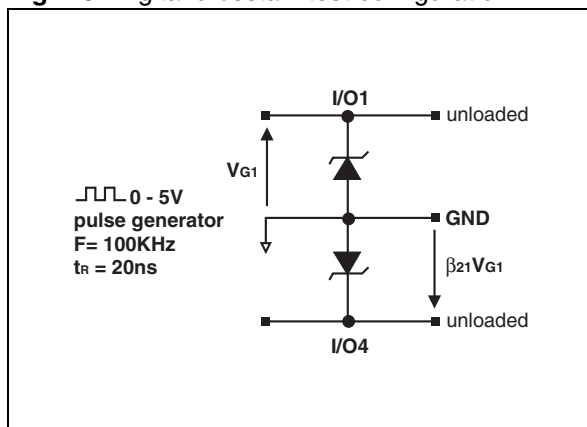 I/O1
unloaded
VG1
0 - 5V
pulse generator
F= 100KHz
tR = 20ns
GND
β21VG1
unloaded
I/O4